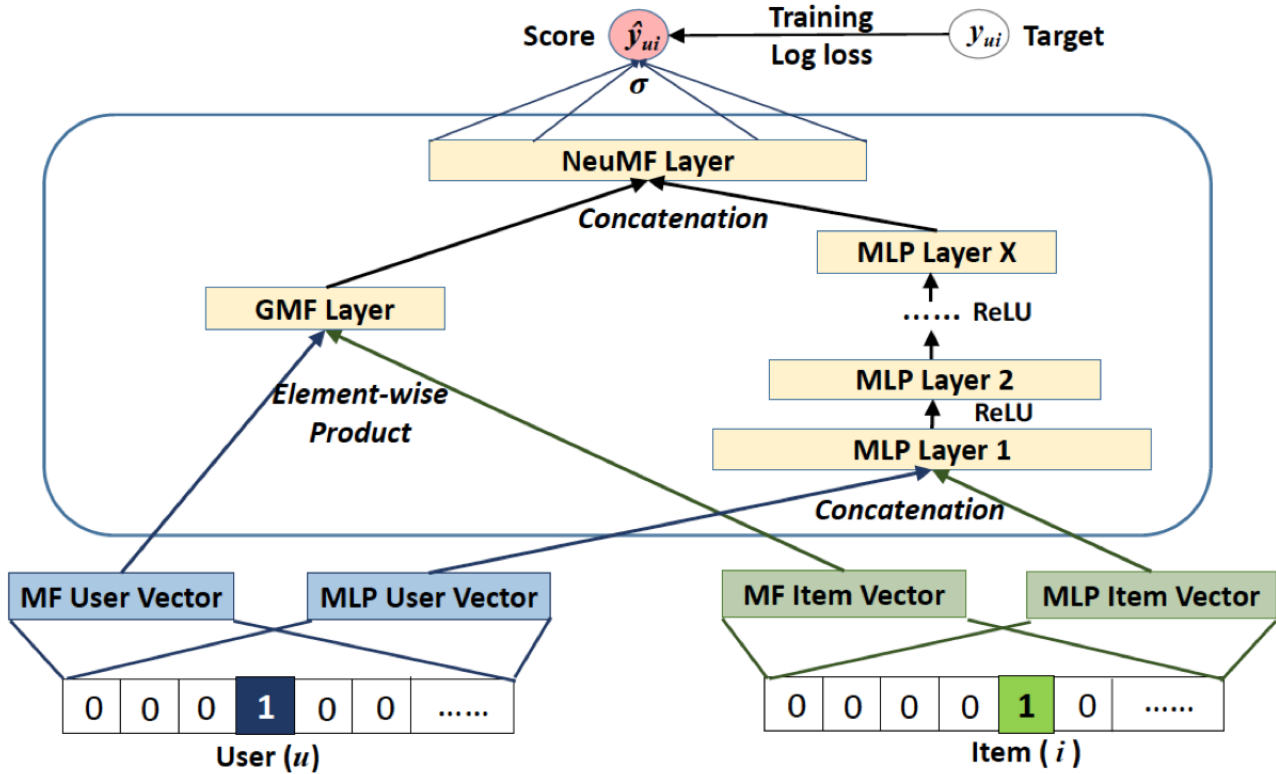 Score ŷui Training yui Target
Log loss
σ
NeuMF Layer
Concatenation
MLP Layer X
GMF Layer
...... ReLU
MLP Layer 2
Element-wise
Product
ReLU
MLP Layer 1
Concatenation
MF User Vector MLP User Vector MF Item Vector MLP Item Vector
0 0 0 1 0 0 ...... 0 0 0 0 1 0 ......
User (u) Item ( i )